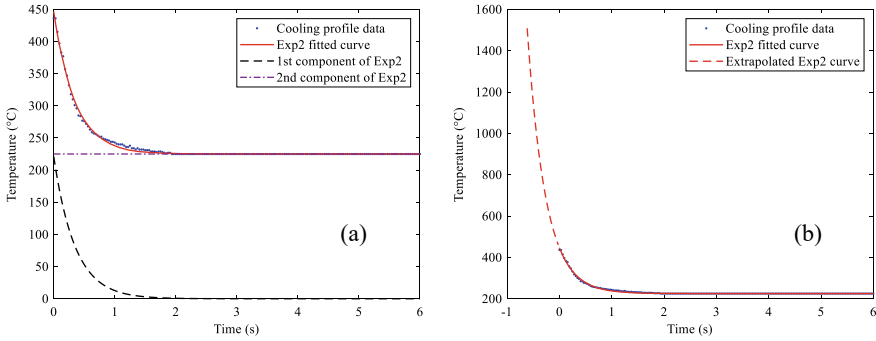 450
400
350
300
250
200
150
100
50
0
Temperature (°C)
0 1 2 3 4 5 6
Time (s)
Cooling profile data
Exp2 fitted curve
1st component of Exp2
2nd component of Exp2
(a)
1600
1400
1200
1000
800
600
400
200
Temperature (°C)
-1 0 1 2 3 4 5 6
Time (s)
Cooling profile data
Exp2 fitted curve
Extrapolated Exp2 curve
(b)